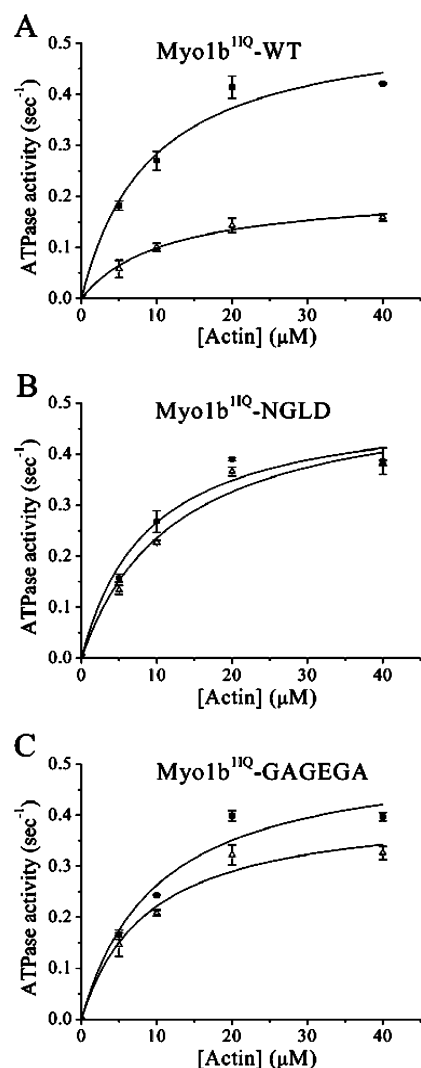 A
Myo1b¹ᴵQ-WT
ATPase activity (sec⁻¹)
0.5
0.4
0.3
0.2
0.1
0.0
0 10 20 30 40
[Actin] (µM)
B
Myo1b¹ᴵQ-NGLD
ATPase activity (sec⁻¹)
0.5
0.4
0.3
0.2
0.1
0.0
0 10 20 30 40
[Actin] (µM)
C
Myo1b¹ᴵQ-GAGEGA
ATPase activity (sec⁻¹)
0.5
0.4
0.3
0.2
0.1
0.0
0 10 20 30 40
[Actin] (µM)